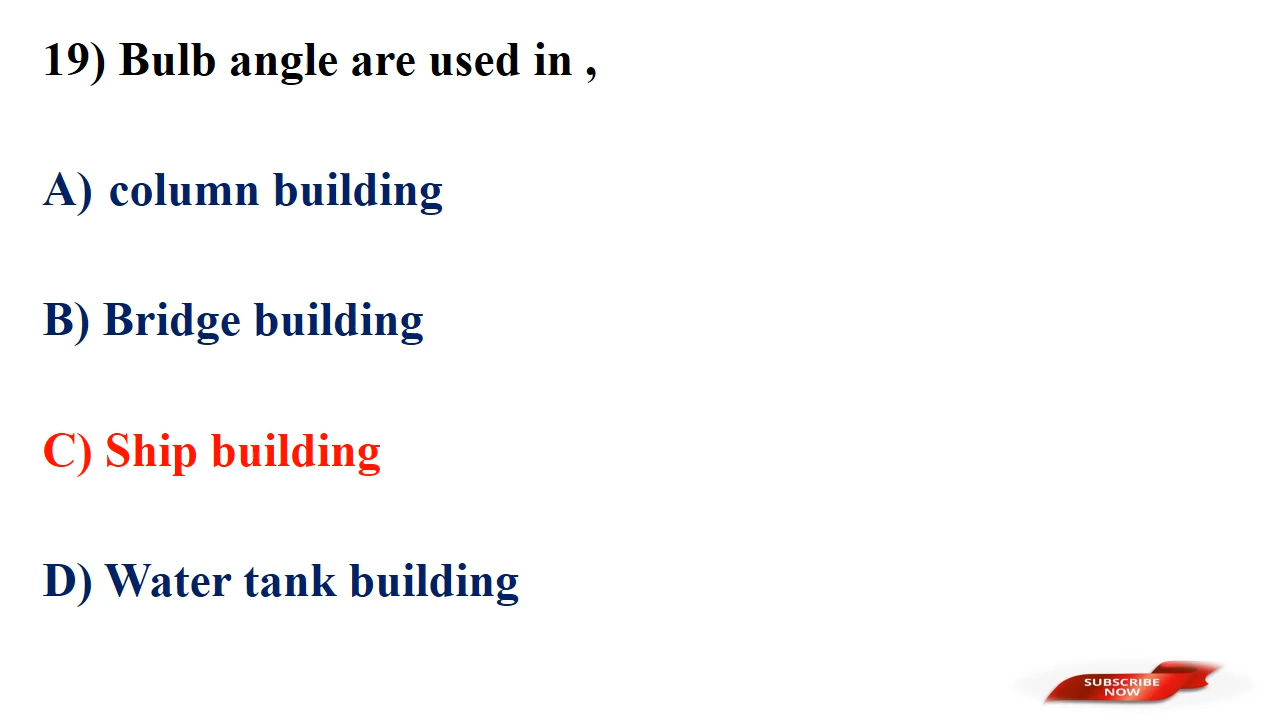 19) Bulb angle are used in ,
A) column building
B) Bridge building
C) Ship building
D) Water tank building
SUBSCRIBE
NOW